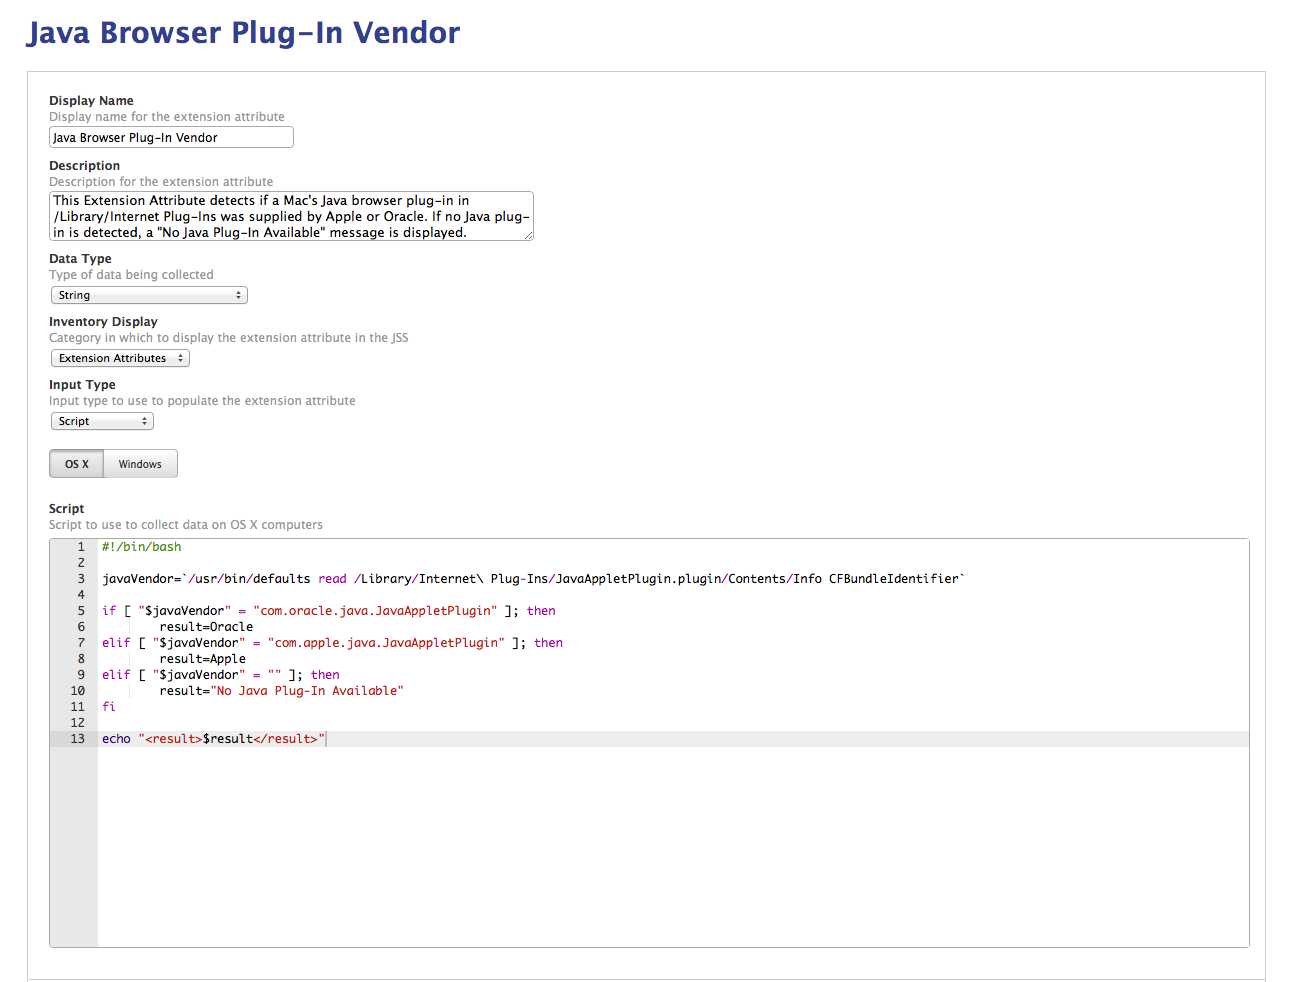 Java Browser Plug-In Vendor
Display Name
Display name for the extension attribute
Java Browser Plug-In Vendor
Description
Description for the extension attribute
This Extension Attribute detects if a Mac's Java browser plug-in in
/Library/Internet Plug-Ins was supplied by Apple or Oracle. If no Java plug-
in is detected, a "No Java Plug-In Available" message is displayed.
Data Type
Type of data being collected
String
Inventory Display
Category in which to display the extension attribute in the JSS
Extension Attributes
Input Type
Input type to use to populate the extension attribute
Script
OS X Windows
Script
Script to use to collect data on OS X computers
1 #!/bin/bash
2
3 javaVendor=`/usr/bin/defaults read /Library/Internet\ Plug-Ins/JavaAppletPlugin.plugin/Contents/Info CFBundleIdentifier`
4
5 if [ "$javaVendor" = "com.oracle.java.JavaAppletPlugin" ]; then
6 result=Oracle
7 elif [ "$javaVendor" = "com.apple.java.JavaAppletPlugin" ]; then
8 result=Apple
9 elif [ "$javaVendor" = "" ]; then
10 result="No Java Plug-In Available"
11 fi
12
13 echo "<result>$result</result>"